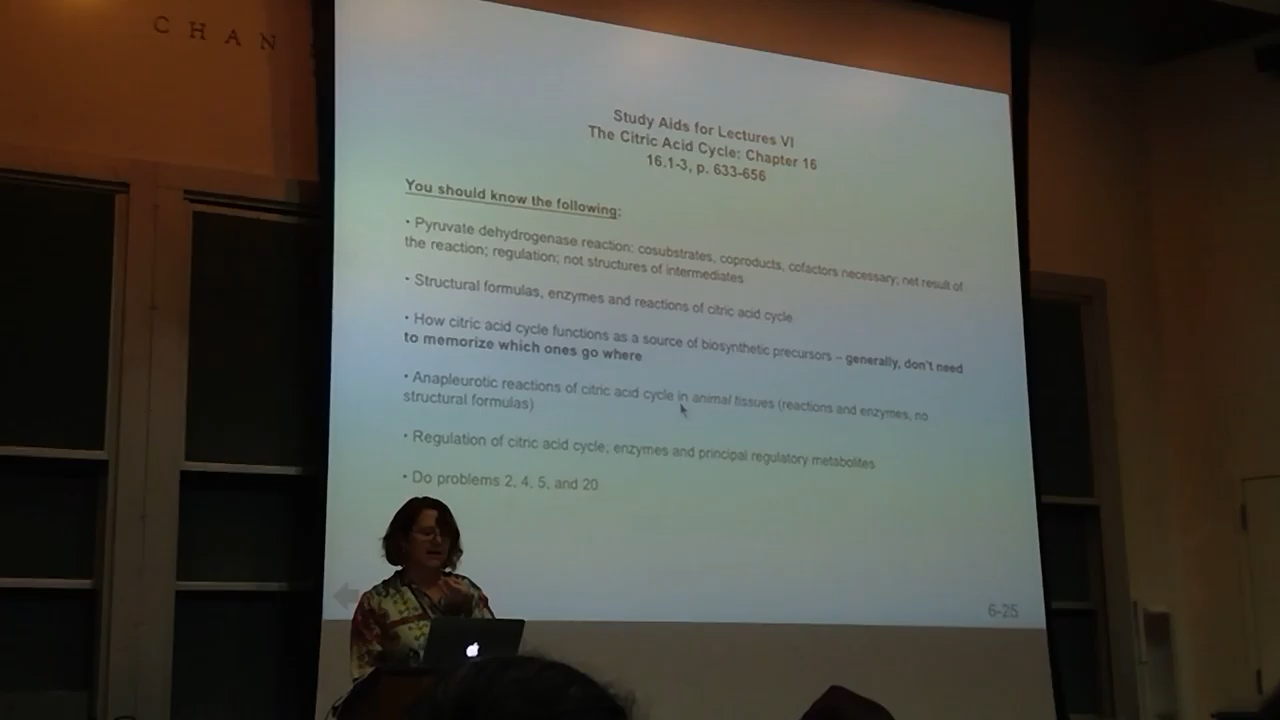 CHAN
Study Aids for Lectures VI
The Citric Acid Cycle: Chapter 16
16.1-3, p. 633-656
You should know the following:
• Pyruvate dehydrogenase reaction: cosubstrates, coproducts, cofactors necessary; net result of
the reaction; regulation; not structures of intermediates
• Structural formulas, enzymes and reactions of citric acid cycle
• How citric acid cycle functions as a source of biosynthetic precursors – generally, don't need
to memorize which ones go where
• Anapleurotic reactions of citric acid cycle in animal tissues (reactions and enzymes, no
structural formulas)
• Regulation of citric acid cycle; enzymes and principal regulatory metabolites
• Do problems 2, 4, 5, and 20
6-25